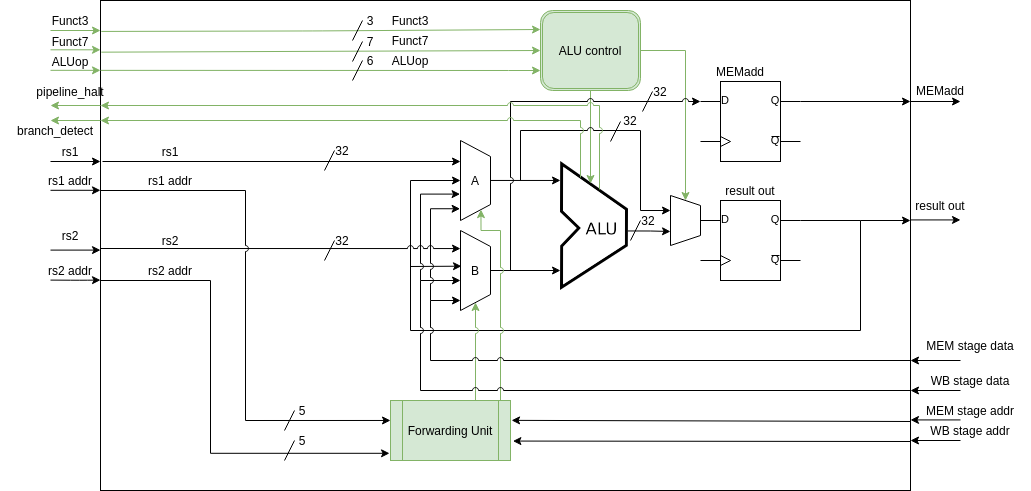 Funct3
3
Funct3
Funct7
7
Funct7
ALUop
6
ALUop
ALU control
pipeline_halt
branch_detect
32
MEMadd
MEMadd
D
Q
Q
32
rs1
rs1
32
rs1 addr
rs1 addr
A
ALU
32
result out
result out
D
Q
Q
rs2
rs2
32
rs2 addr
rs2 addr
B
MEM stage data
WB stage data
MEM stage addr
WB stage addr
5
5
Forwarding Unit